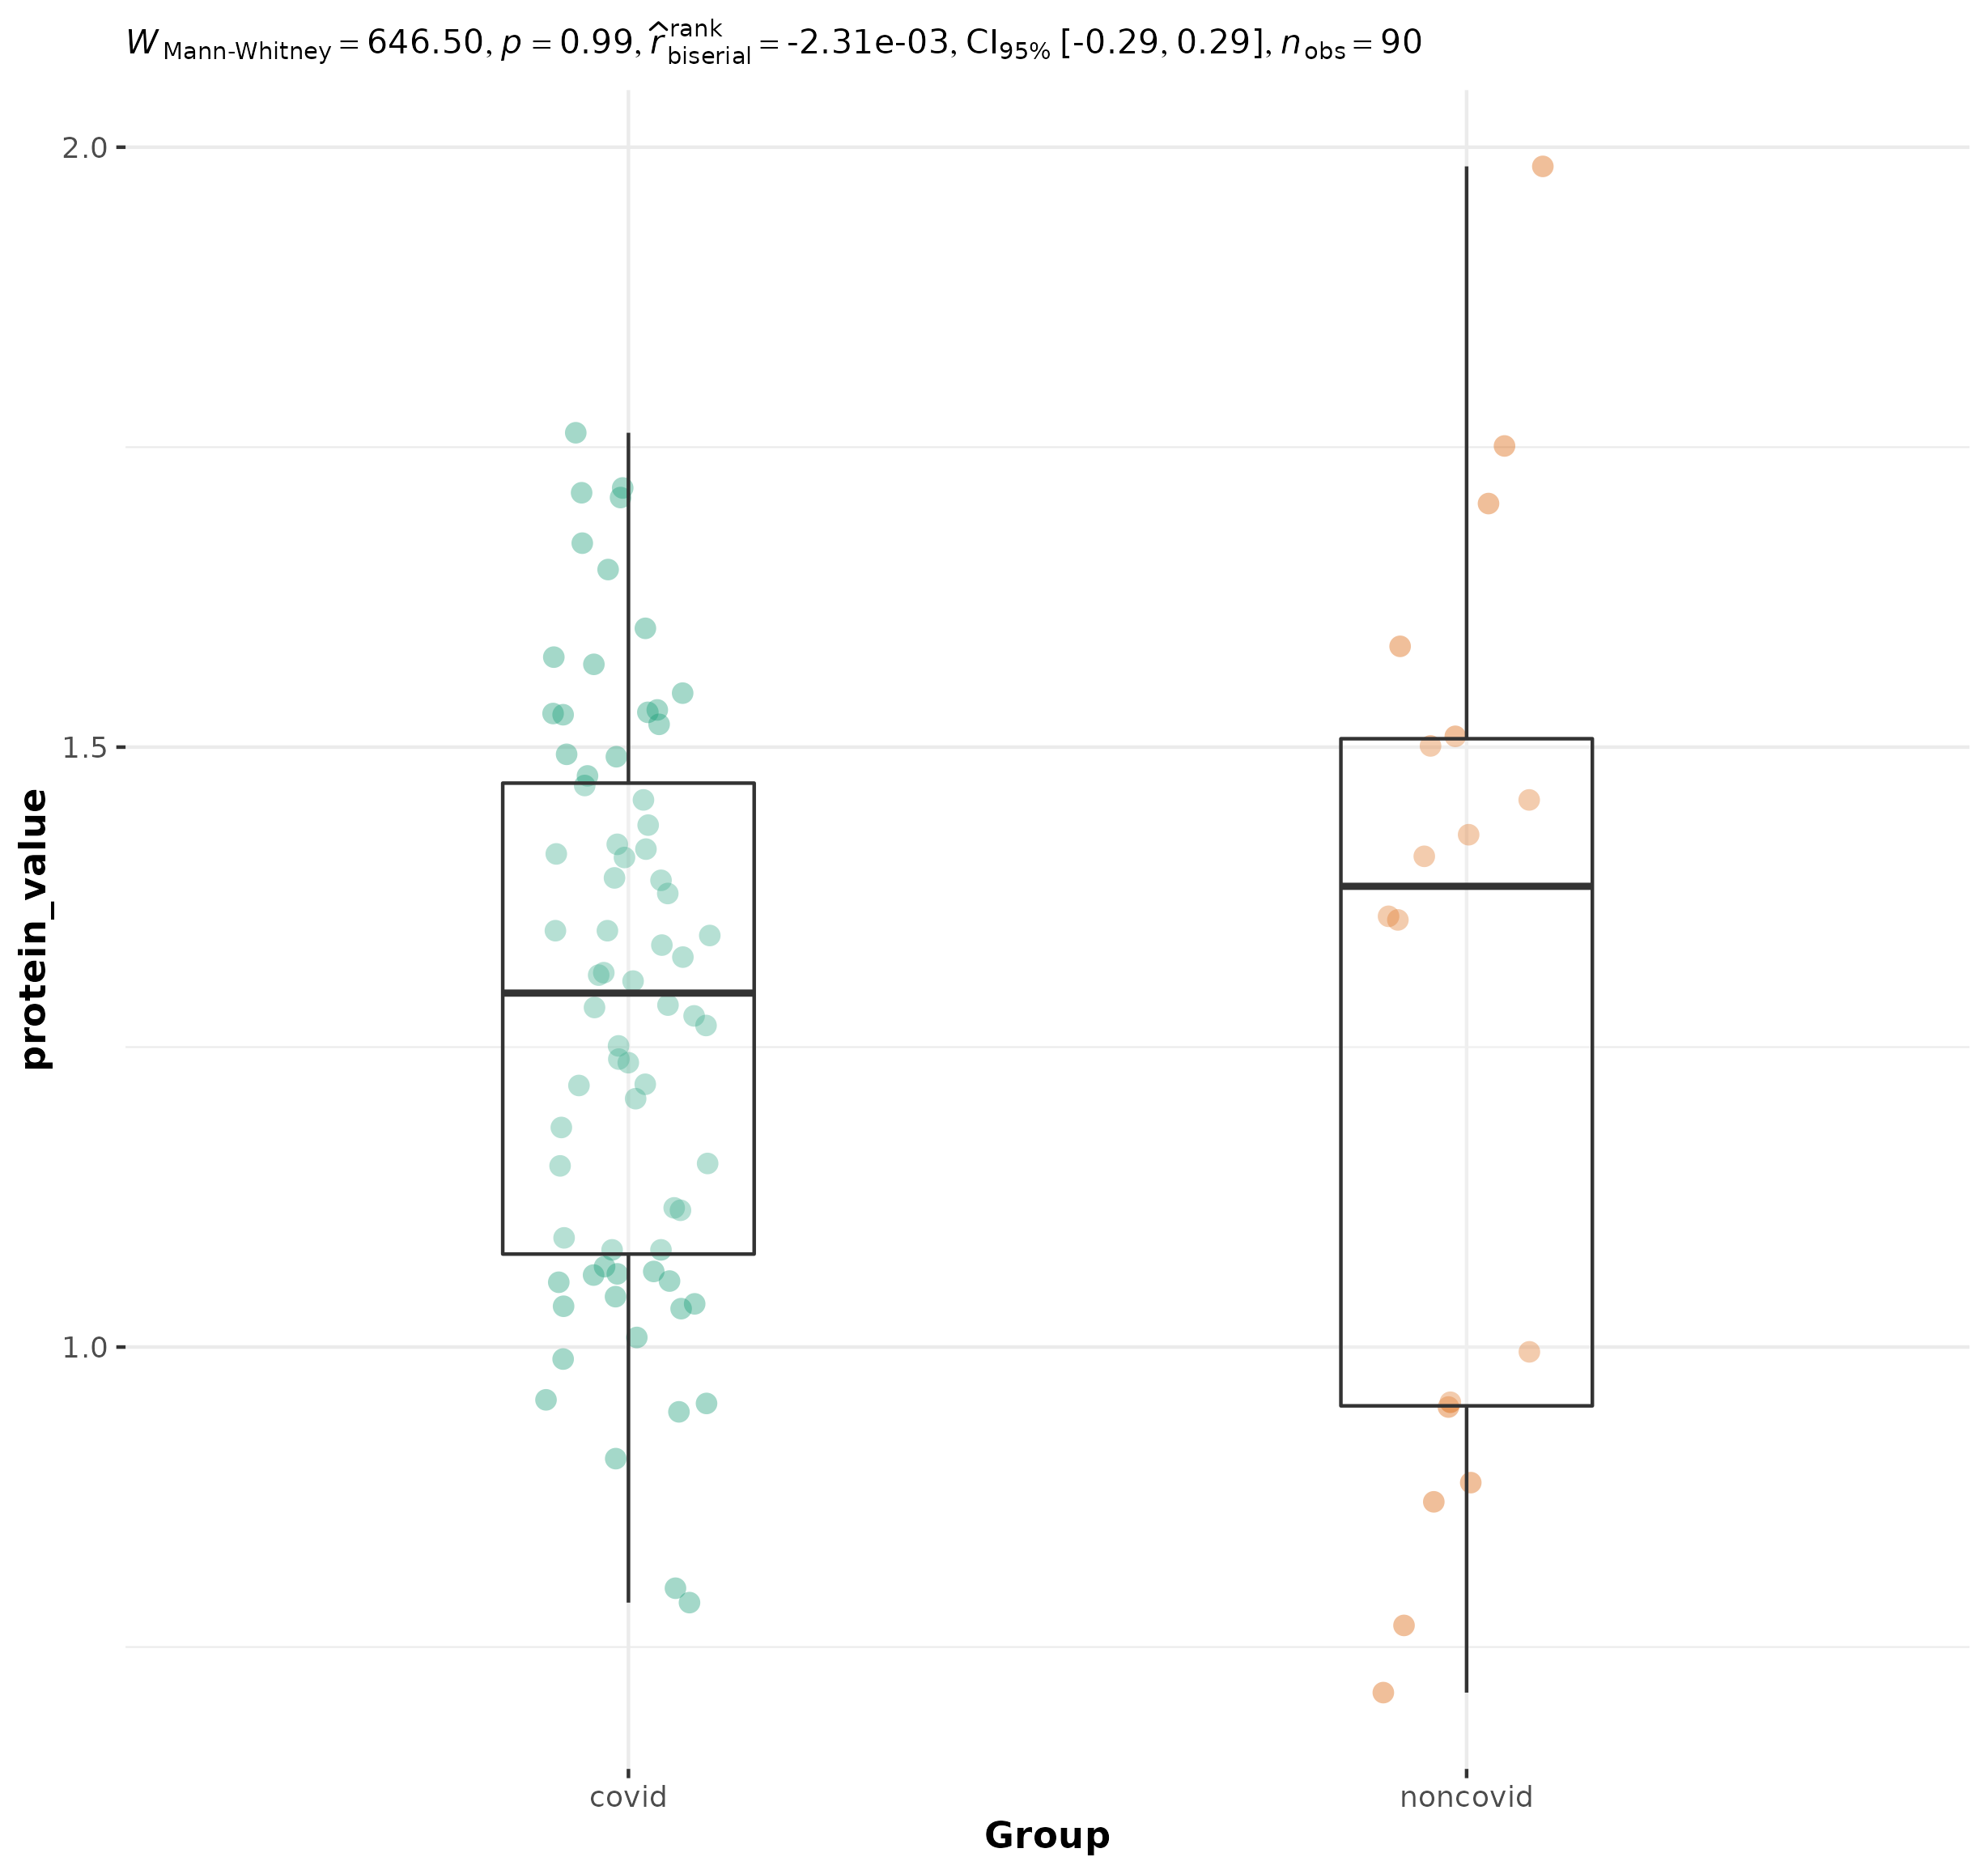 W Mann-Whitney = 646.50, p = 0.99, r̂ rank biserial = -2.31e-03, CI95% [-0.29, 0.29], n obs = 90
2.0
1.5
1.0
protein_value
covid noncovid
Group